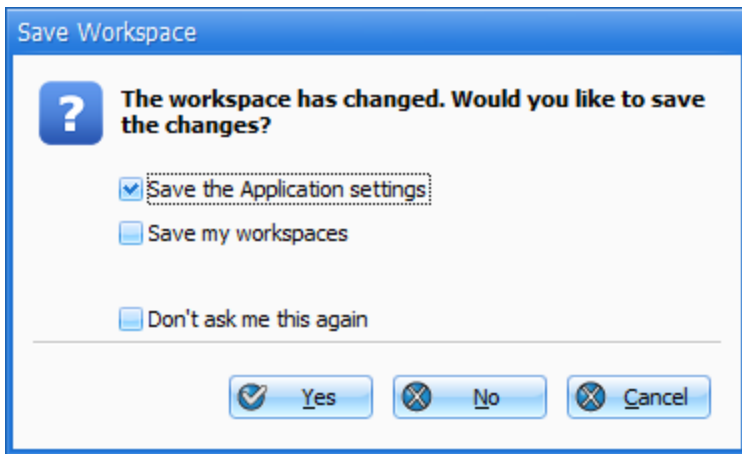 Save Workspace
The workspace has changed. Would you like to save
the changes?
Save the Application settings
Save my workspaces
Don't ask me this again
Yes No Cancel